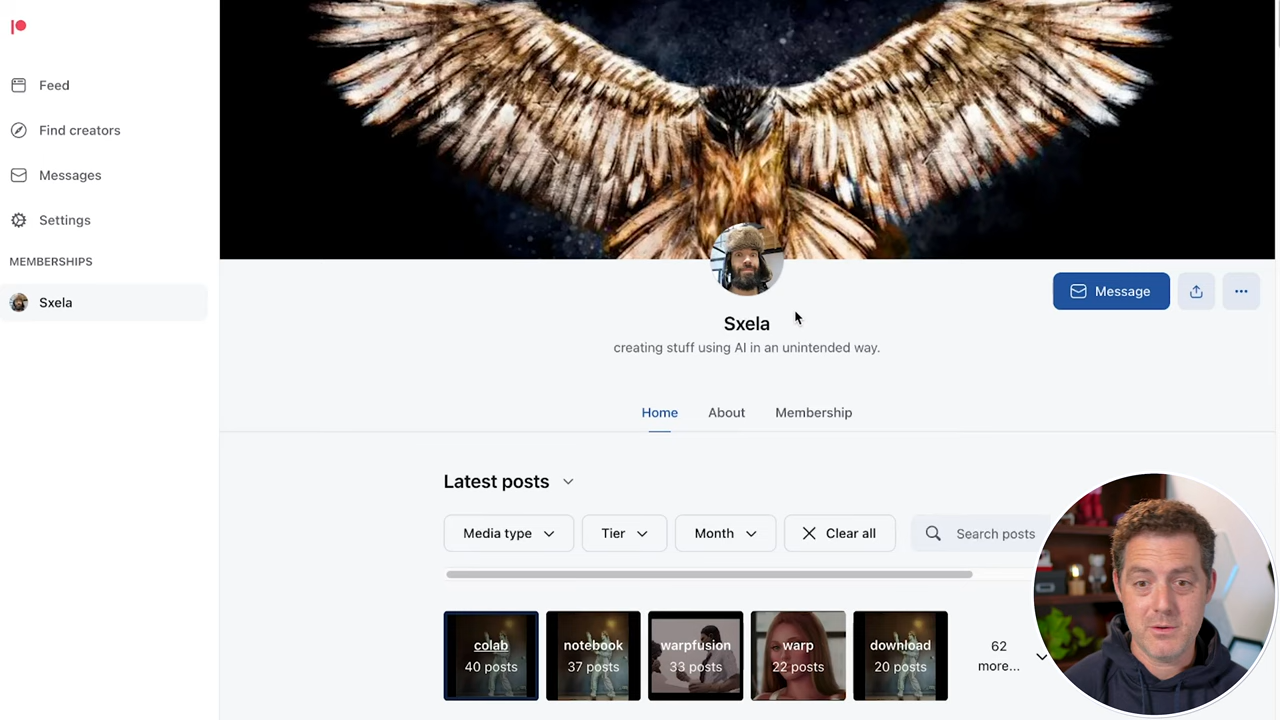 Feed
Find creators
Messages
Settings
MEMBERSHIPS
Sxela
Message
Sxela
creating stuff using AI in an unintended way.
Home About Membership
Latest posts
Media type Tier Month Clear all Search posts
colab notebook warpfusion warp download 62
40 posts 37 posts 33 posts 22 posts 20 posts more...